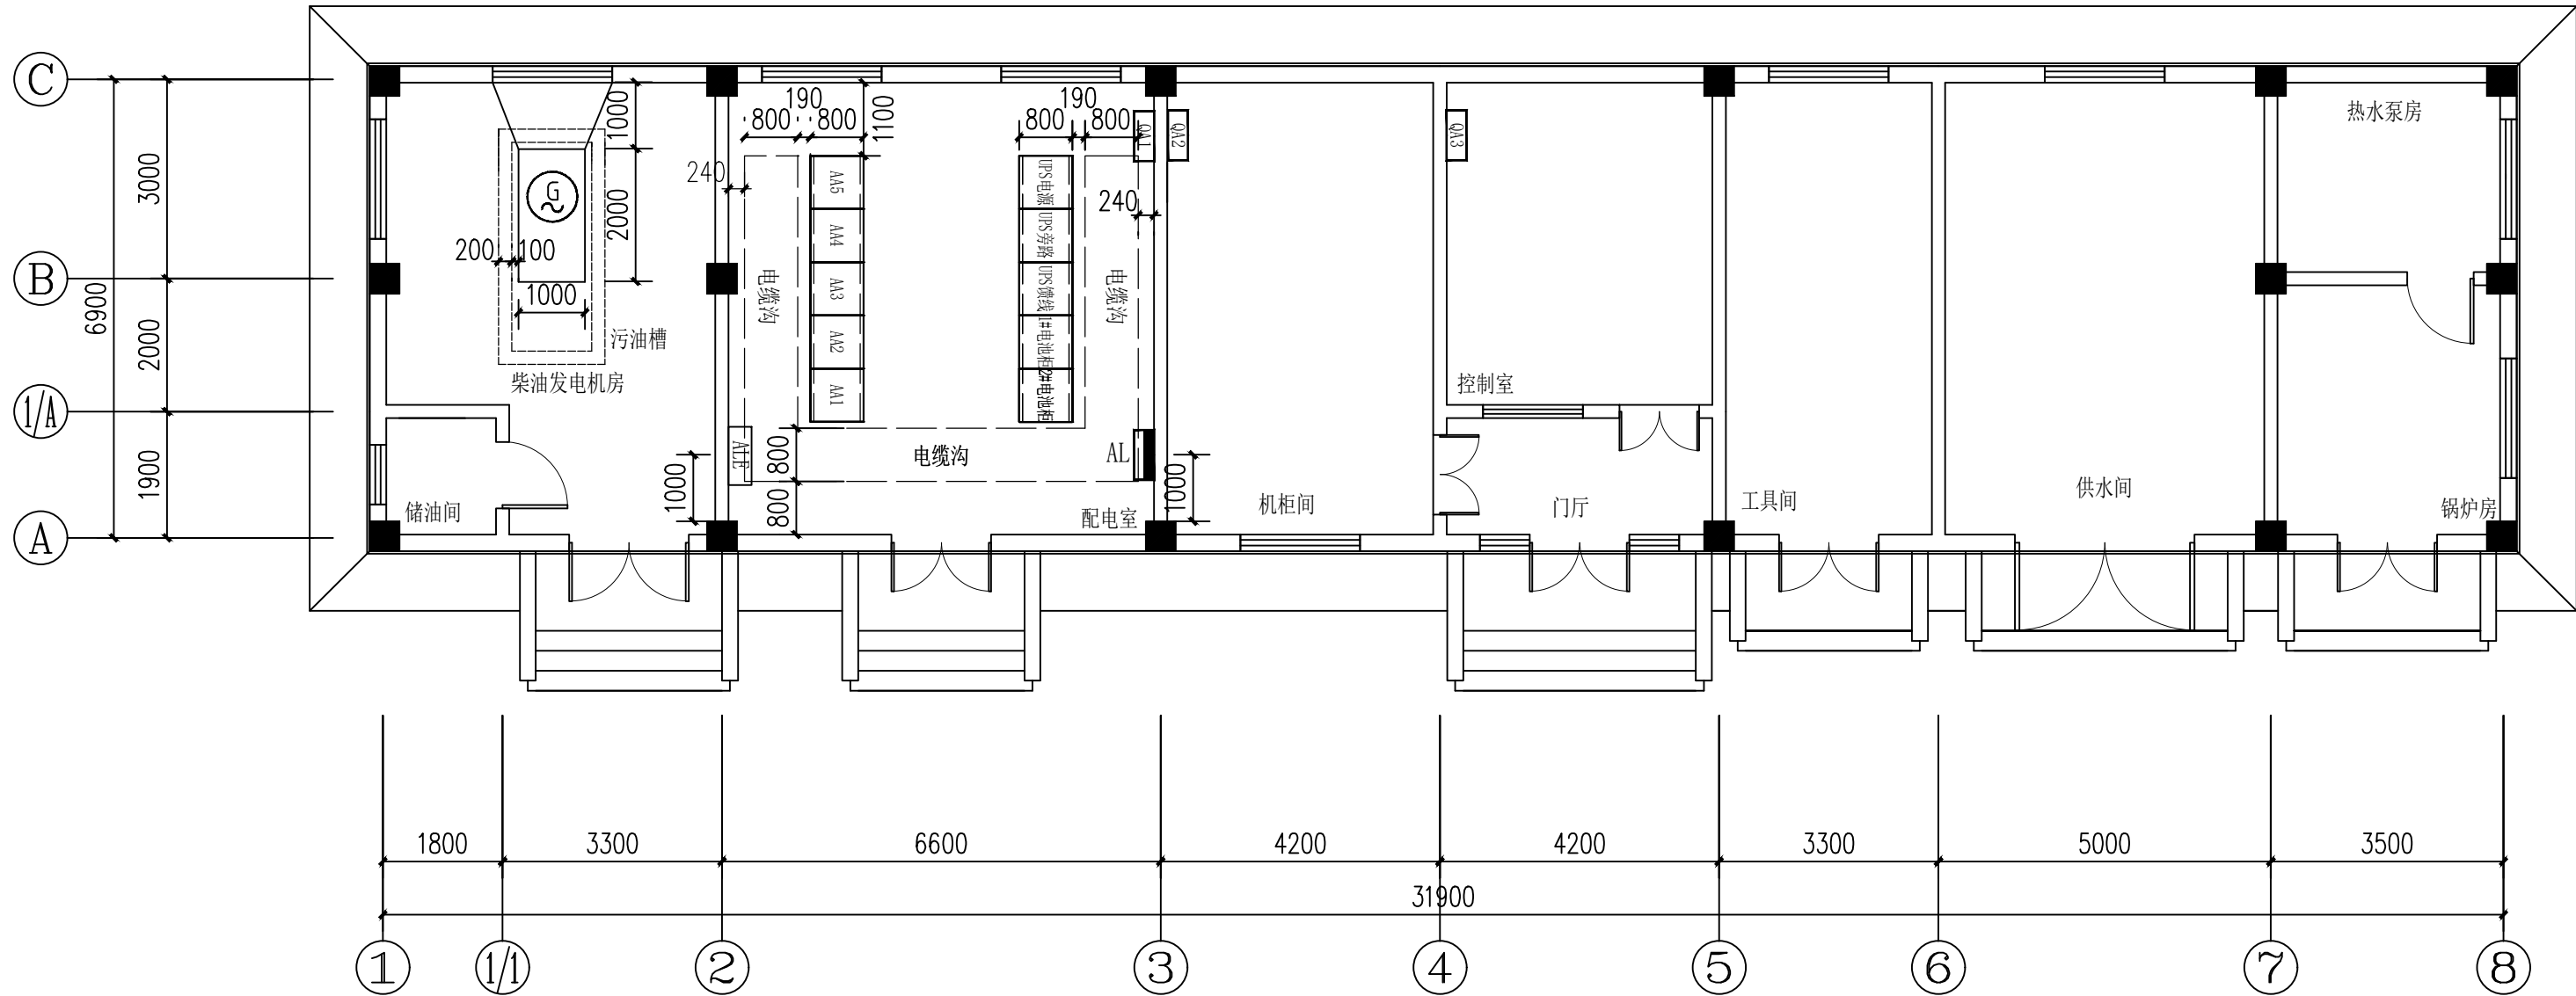 C
B
1/A
A
6900
3000
2000
1900
190
800
800
1100
190
800
800
1000
2000
240
240
200
100
1000
G
QA1
QA2
QA3
AA5
AA4
AA3
AA2
AA1
UPS电源
UPS旁路
UPS馈线
1#电池柜
2#电池柜
电缆沟
电缆沟
电缆沟
污油槽
柴油发电机房
储油间
ALE
AL
1000
800
800
1000
配电室
机柜间
控制室
门厅
工具间
供水间
热水泵房
锅炉房
1800
3300
6600
4200
4200
3300
5000
3500
31900
1
1/1
2
3
4
5
6
7
8